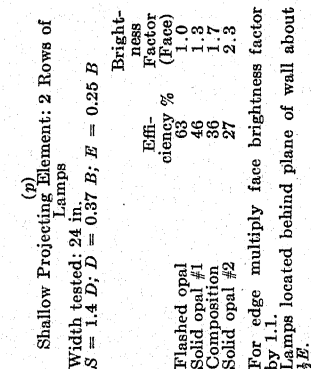 (p)
Shallow Projecting Element: 2 Rows of
Lamps
Width tested: 24 in.
S = 1.4 D; D = 0.37 B; E = 0.25 B
Bright-
ness
Effi- Factor
ciency % (Face)
Flashed opal 63 1.0
Solid opal #1 46 1.3
Composition 36 1.7
Solid opal #2 27 2.3
For edge multiply face brightness factor
by 1.1.
Lamps located behind plane of wall about
½E.